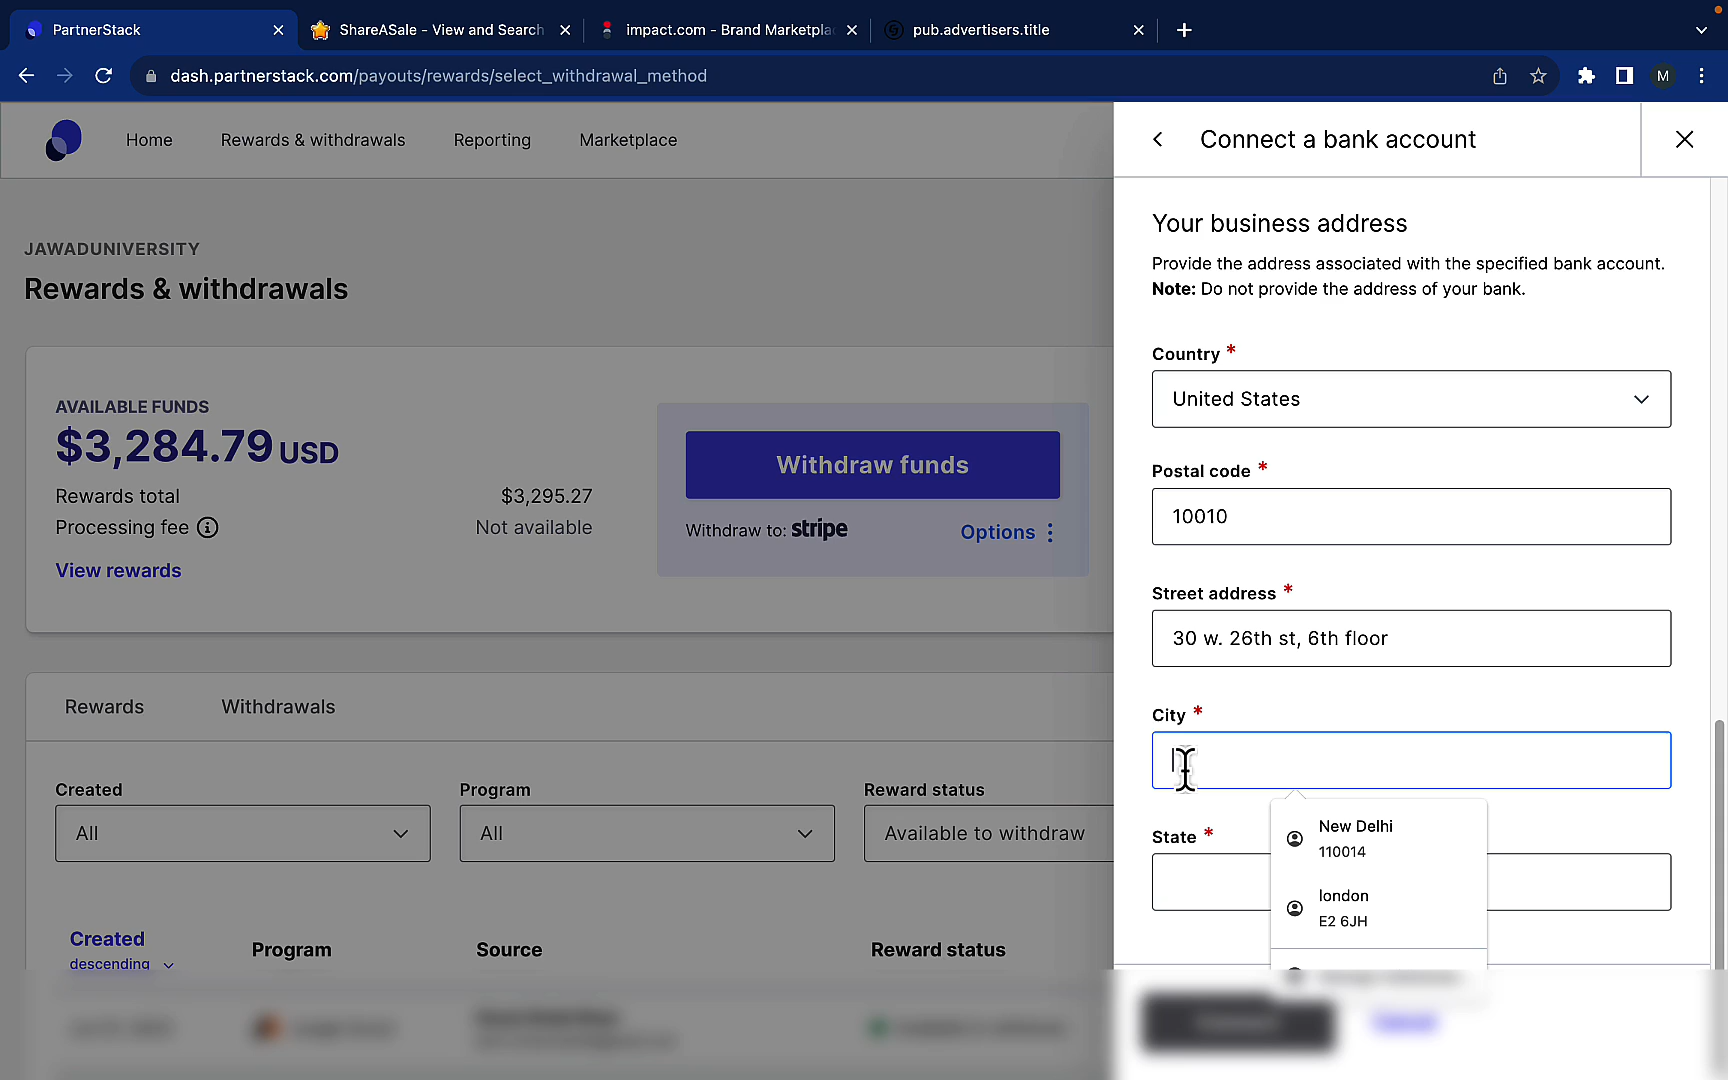 PartnerStack
ShareASale - View and Search
impact.com - Brand Marketpla
pub.advertisers.title
dash.partnerstack.com/payouts/rewards/select_withdrawal_method
M
Home
Rewards & withdrawals
Reporting
Marketplace
Connect a bank account
JAWADUNIVERSITY
Rewards & withdrawals
AVAILABLE FUNDS
$3,284.79 USD
Rewards total
$3,295.27
Processing fee
Not available
View rewards
Withdraw funds
Withdraw to: stripe
Options
Rewards
Withdrawals
Created
All
Program
All
Reward status
Available to withdraw
Created
descending
Program
Source
Reward status
Your business address
Provide the address associated with the specified bank account.
Note: Do not provide the address of your bank.
Country *
United States
Postal code *
10010
Street address *
30 w. 26th st, 6th floor
City *
New Delhi
110014
london
E2 6JH
State *